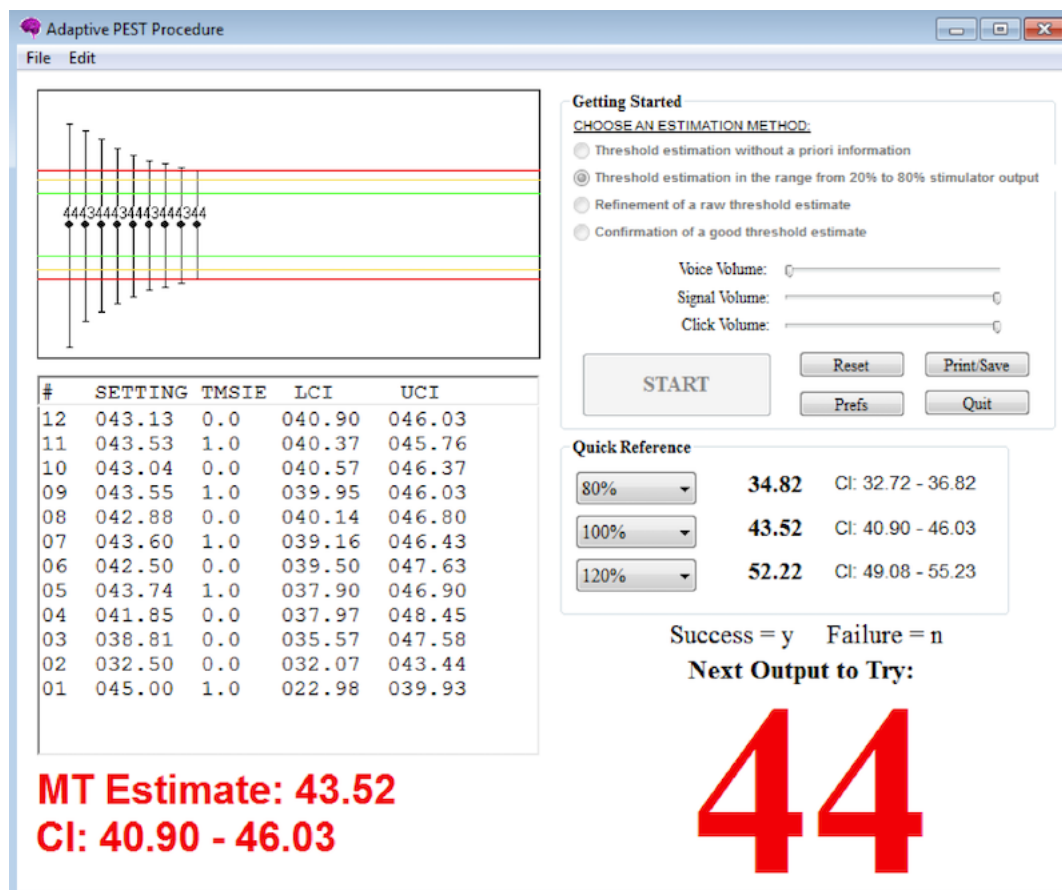 Adaptive PEST Procedure
File Edit
444344434443444344
Getting Started
CHOOSE AN ESTIMATION METHOD:
Threshold estimation without a priori information
Threshold estimation in the range from 20% to 80% stimulator output
Refinement of a raw threshold estimate
Confirmation of a good threshold estimate
Voice Volume:
Signal Volume:
Click Volume:
START
Reset
Print/Save
Prefs
Quit
# SETTING TMSIE LCI UCI
12 043.13 0.0 040.90 046.03
11 043.53 1.0 040.37 045.76
10 043.04 0.0 040.57 046.37
09 043.55 1.0 039.95 046.03
08 042.88 0.0 040.14 046.80
07 043.60 1.0 039.16 046.43
06 042.50 0.0 039.50 047.63
05 043.74 1.0 037.90 046.90
04 041.85 0.0 037.97 048.45
03 038.81 0.0 035.57 047.58
02 032.50 0.0 032.07 043.44
01 045.00 1.0 022.98 039.93
Quick Reference
80% 34.82 CI: 32.72 - 36.82
100% 43.52 CI: 40.90 - 46.03
120% 52.22 CI: 49.08 - 55.23
Success = y Failure = n
Next Output to Try:
44
MT Estimate: 43.52
CI: 40.90 - 46.03